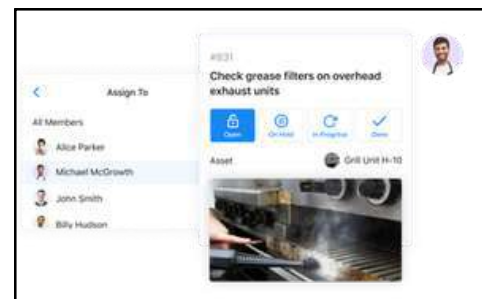 #931
Check grease filters on overhead
exhaust units
Assign To
All Members
Alice Parker
Michael McGrowth
John Smith
Billy Hudson
Open
On Hold
In Progress
Done
Asset
Grill Unit H-10